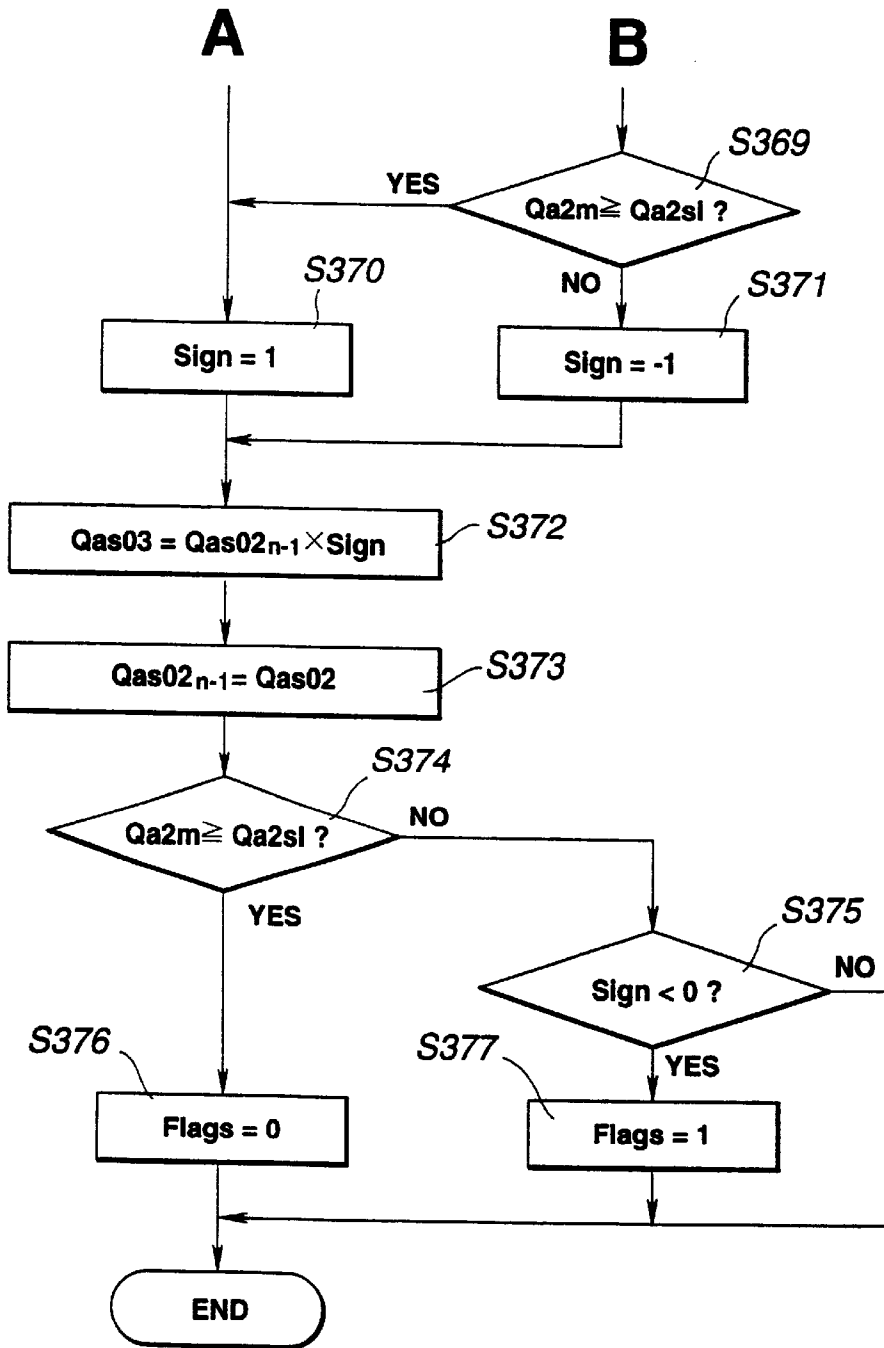 A
B
S369
YES
Qa2m≧ Qa2sl ?
S370
NO
S371
Sign = 1
Sign = -1
Qas03 = Qas02n-1 ×Sign
S372
Qas02n-1 = Qas02
S373
S374
Qa2m≧ Qa2sl ?
NO
YES
S375
Sign < 0 ?
NO
S376
S377
YES
Flags = 0
Flags = 1
END